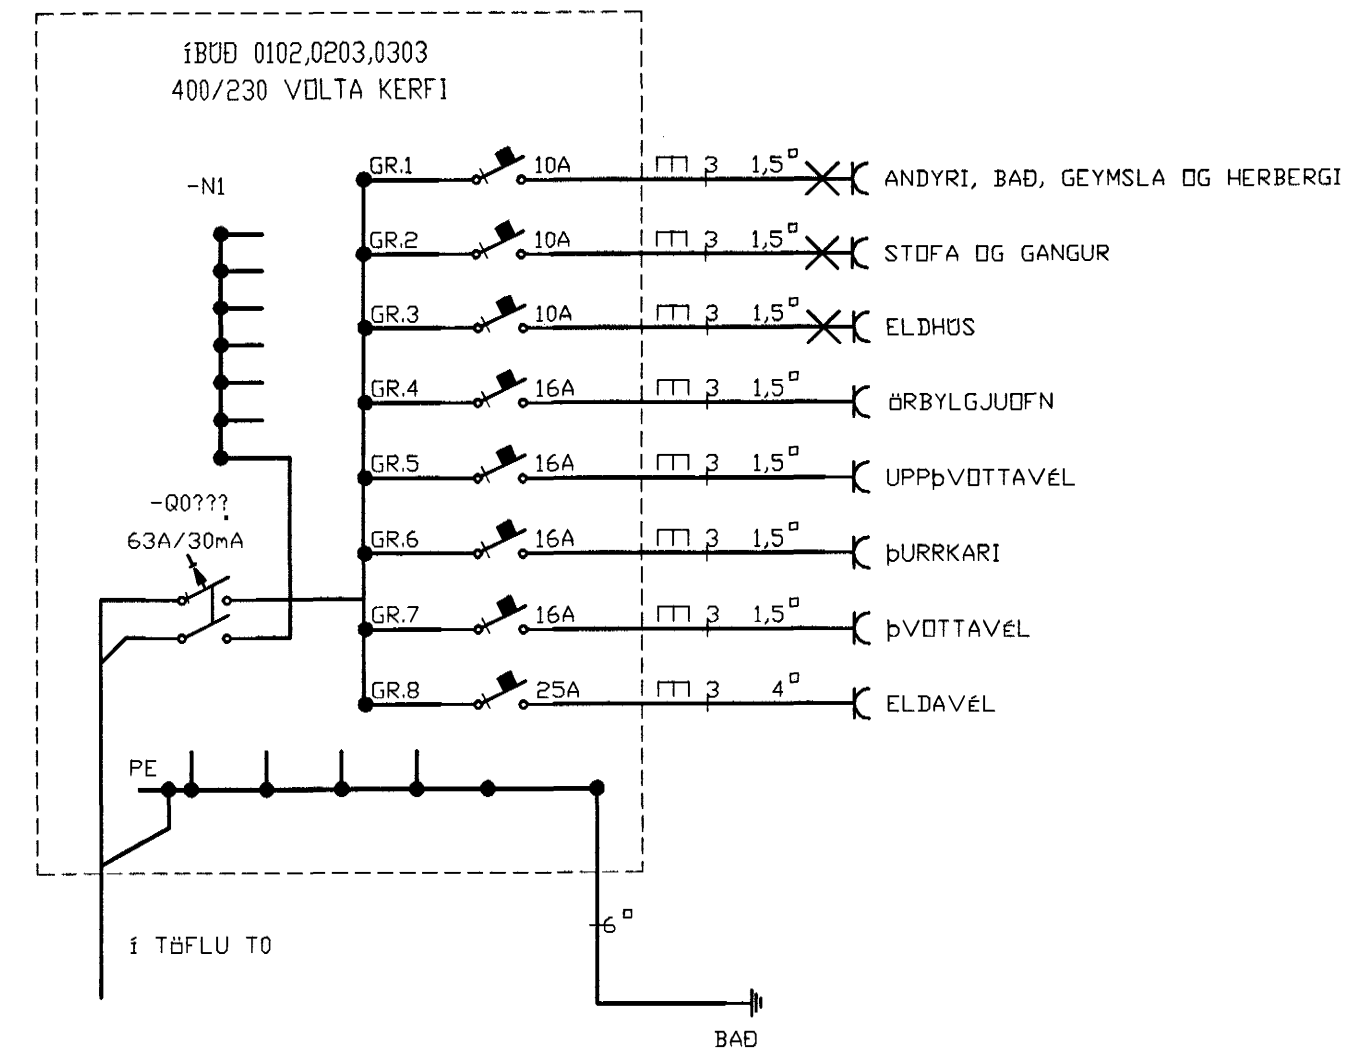 ÍBÚÐ 0102,0203,0303
400/230 VOLTA KERFI
-N1
GR.1 10A 3 1,5□ ANDYRI, BAÐ, GEYMSLA OG HERBERGI
GR.2 10A 3 1,5□ STOFA OG GANGUR
GR.3 10A 3 1,5□ ELDHÚS
GR.4 16A 3 1,5□ ÖRBYLGJUOFN
GR.5 16A 3 1,5□ UPPÞVOTTAVÉL
-Q0???
63A/30mA
GR.6 16A 3 1,5□ ÞURRKARI
GR.7 16A 3 1,5□ ÞVOTTAVÉL
GR.8 25A 3 4□ ELDAVÉL
PE
6□
Í TÖFLU T0
BAÐ